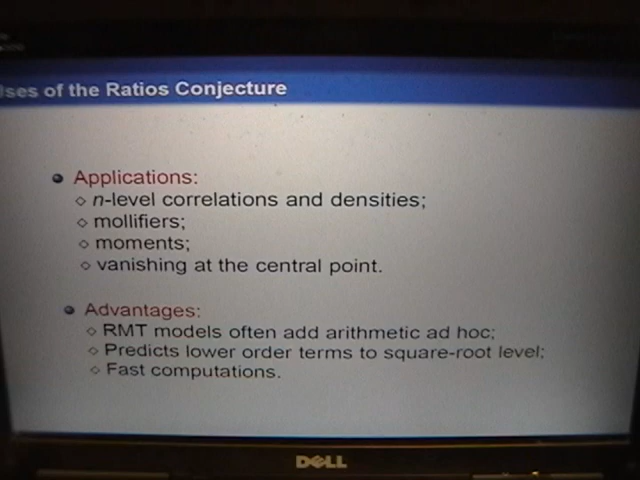 ses of the Ratios Conjecture
Applications:
n-level correlations and densities;
mollifiers;
moments;
vanishing at the central point.
Advantages:
RMT models often add arithmetic ad hoc;
Predicts lower order terms to square-root level;
Fast computations.
DELL